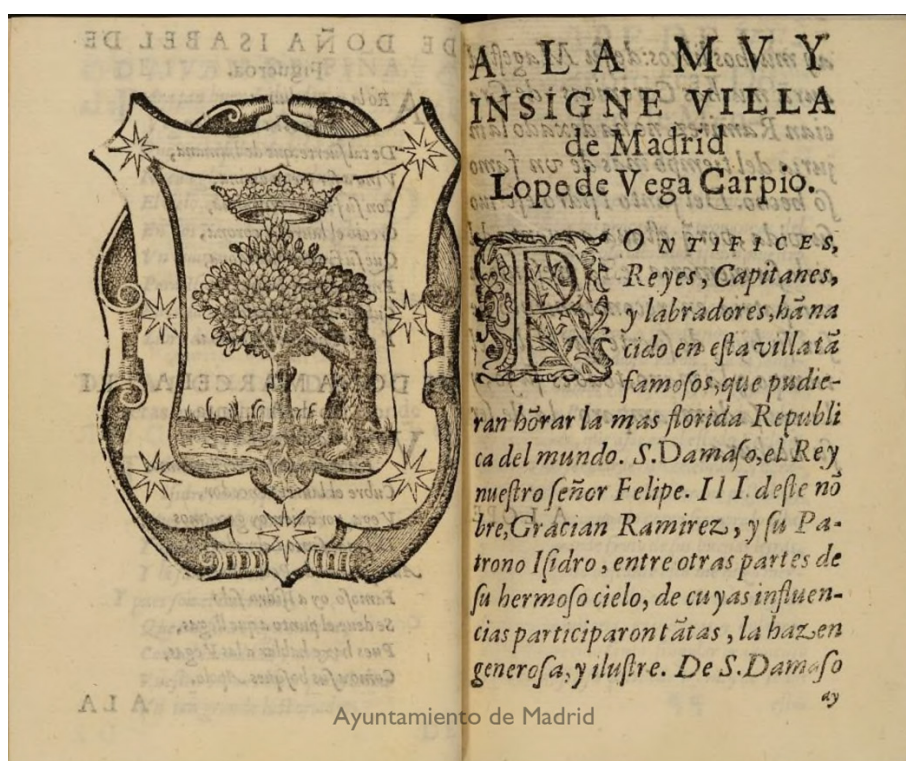 A LA MVY
INSIGNE VILLA
de Madrid
Lope de Vega Carpio.
PONTIFICES,
Reyes, Capitanes,
y labradores, hā na
cido en eſta villa tā
famoſos, que pudie-
ran hōrar la mas florida Republi
ca del mundo. S. Damaſo, el Rey
nueſtro ſeñor Felipe. III. deſte nō
bre, Gracian Ramirez, y ſu Pa-
trono Iſidro, entre otras partes de
ſu hermoſo cielo, de cuyas influen-
cias participaron tātas, la hazen
generoſa, y iluſtre. De S. Damaſo
ay
Ayuntamiento de Madrid